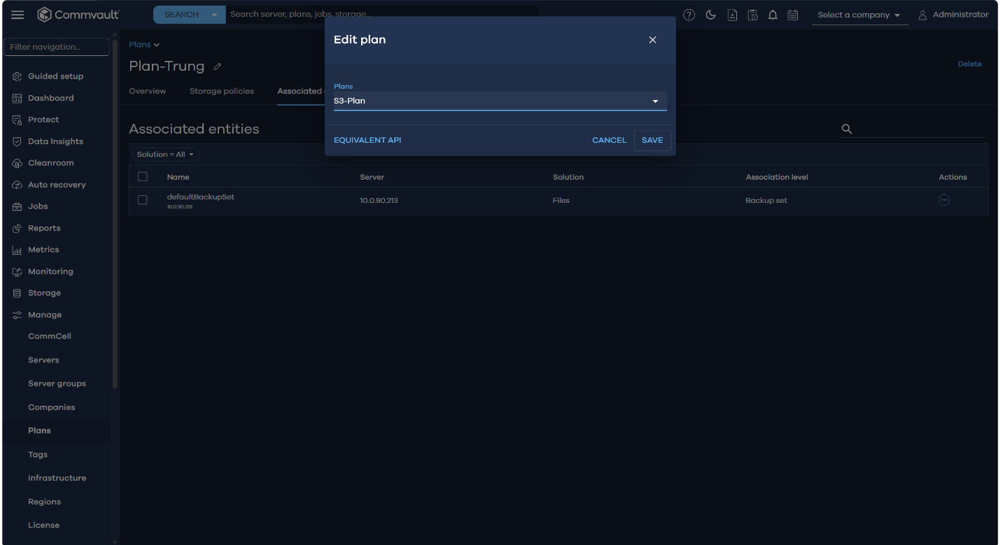 Commvault
SEARCH
Search server, plans, jobs, storage...
Select a company
Administrator
Filter navigation...
Guided setup
Dashboard
Protect
Data Insights
Cleanroom
Auto recovery
Jobs
Reports
Metrics
Monitoring
Storage
Manage
CommCell
Servers
Server groups
Companies
Plans
Tags
Infrastructure
Regions
License
Plans
Plan-Trung
Delete
Overview
Storage policies
Associated
Edit plan
Plans
S3-Plan
EQUIVALENT API
CANCEL
SAVE
Associated entities
Solution = All
Name
Server
Solution
Association level
Actions
defaultBackupSet
10.0.90.213
10.0.90.213
Files
Backup set